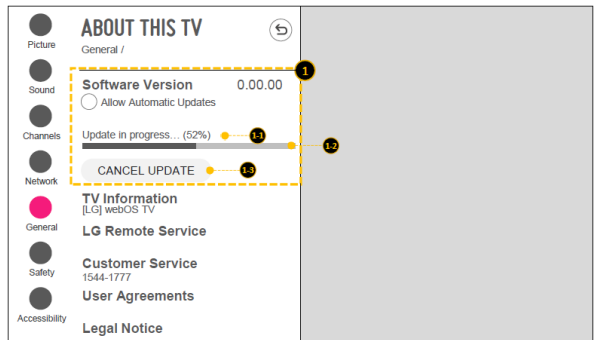 ABOUT THIS TV
General /
Picture
Sound
Channels
Network
General
Safety
Accessibility
1
Software Version 0.00.00
Allow Automatic Updates
Update in progress... (52%) 1-1
1-2
CANCEL UPDATE 1-3
TV Information
[LG] webOS TV
LG Remote Service
Customer Service
1544-1777
User Agreements
Legal Notice